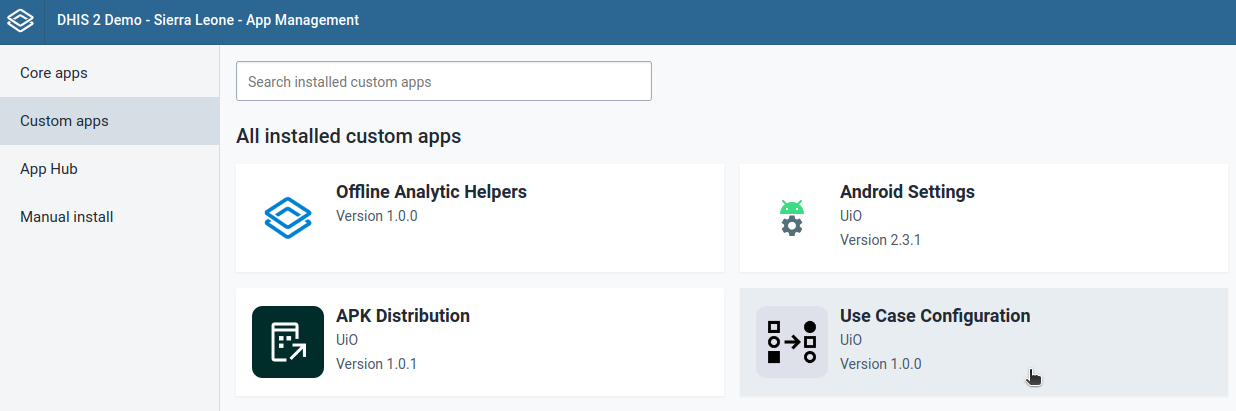 DHIS 2 Demo - Sierra Leone - App Management
Core apps
Custom apps
App Hub
Manual install
Search installed custom apps
All installed custom apps
Offline Analytic Helpers
Version 1.0.0
Android Settings
UiO
Version 2.3.1
APK Distribution
UiO
Version 1.0.1
Use Case Configuration
UiO
Version 1.0.0